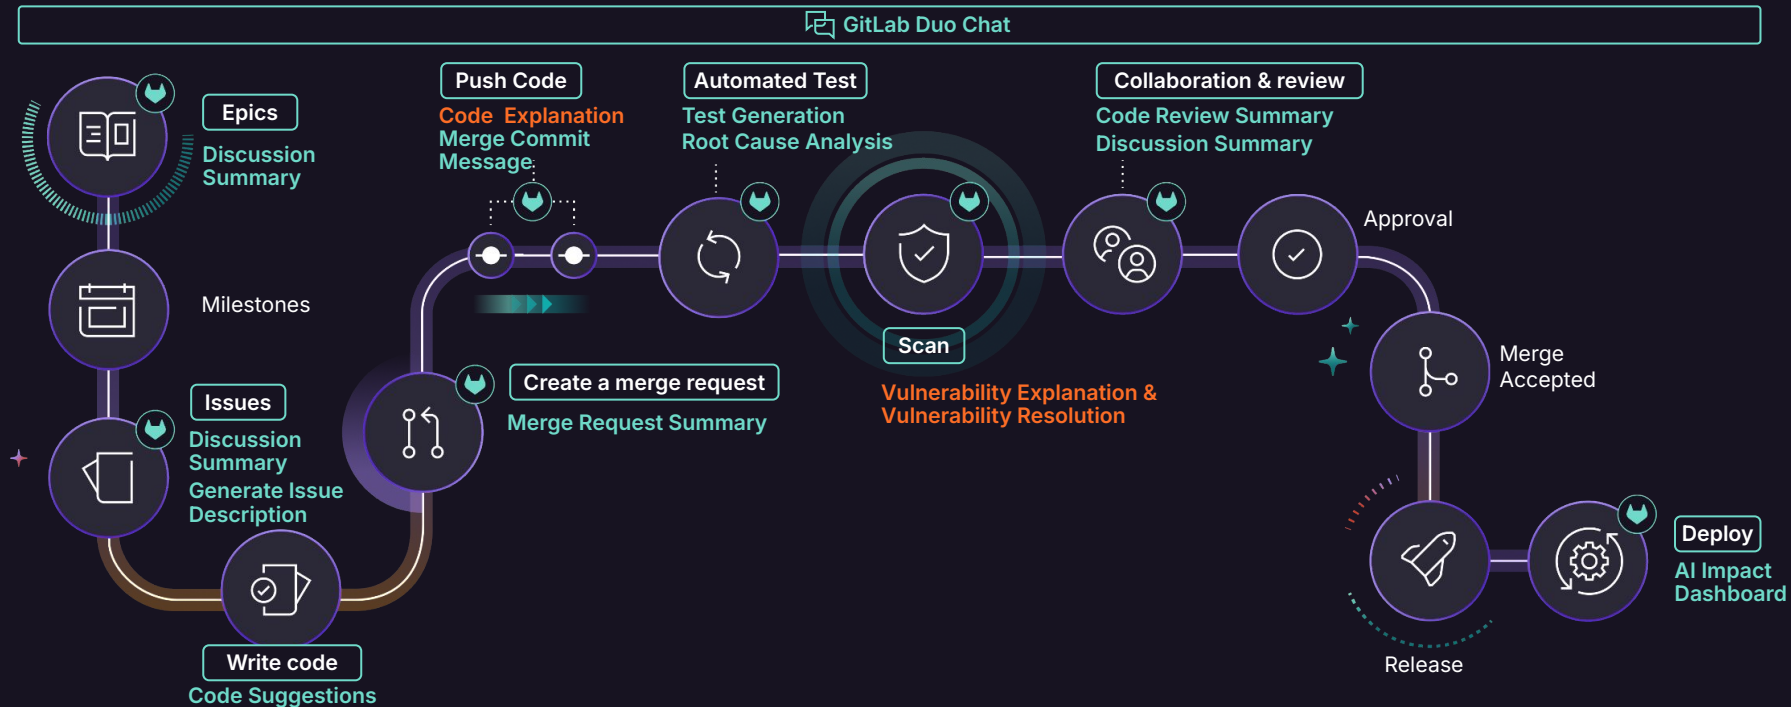 GitLab Duo Chat
Epics
Discussion
Summary
Milestones
Issues
Discussion
Summary
Generate Issue
Description
Write code
Code Suggestions
Create a merge request
Merge Request Summary
Push Code
Code Explanation
Merge Commit
Message
Automated Test
Test Generation
Root Cause Analysis
Scan
Vulnerability Explanation &
Vulnerability Resolution
Collaboration & review
Code Review Summary
Discussion Summary
Approval
Merge
Accepted
Release
Deploy
AI Impact
Dashboard